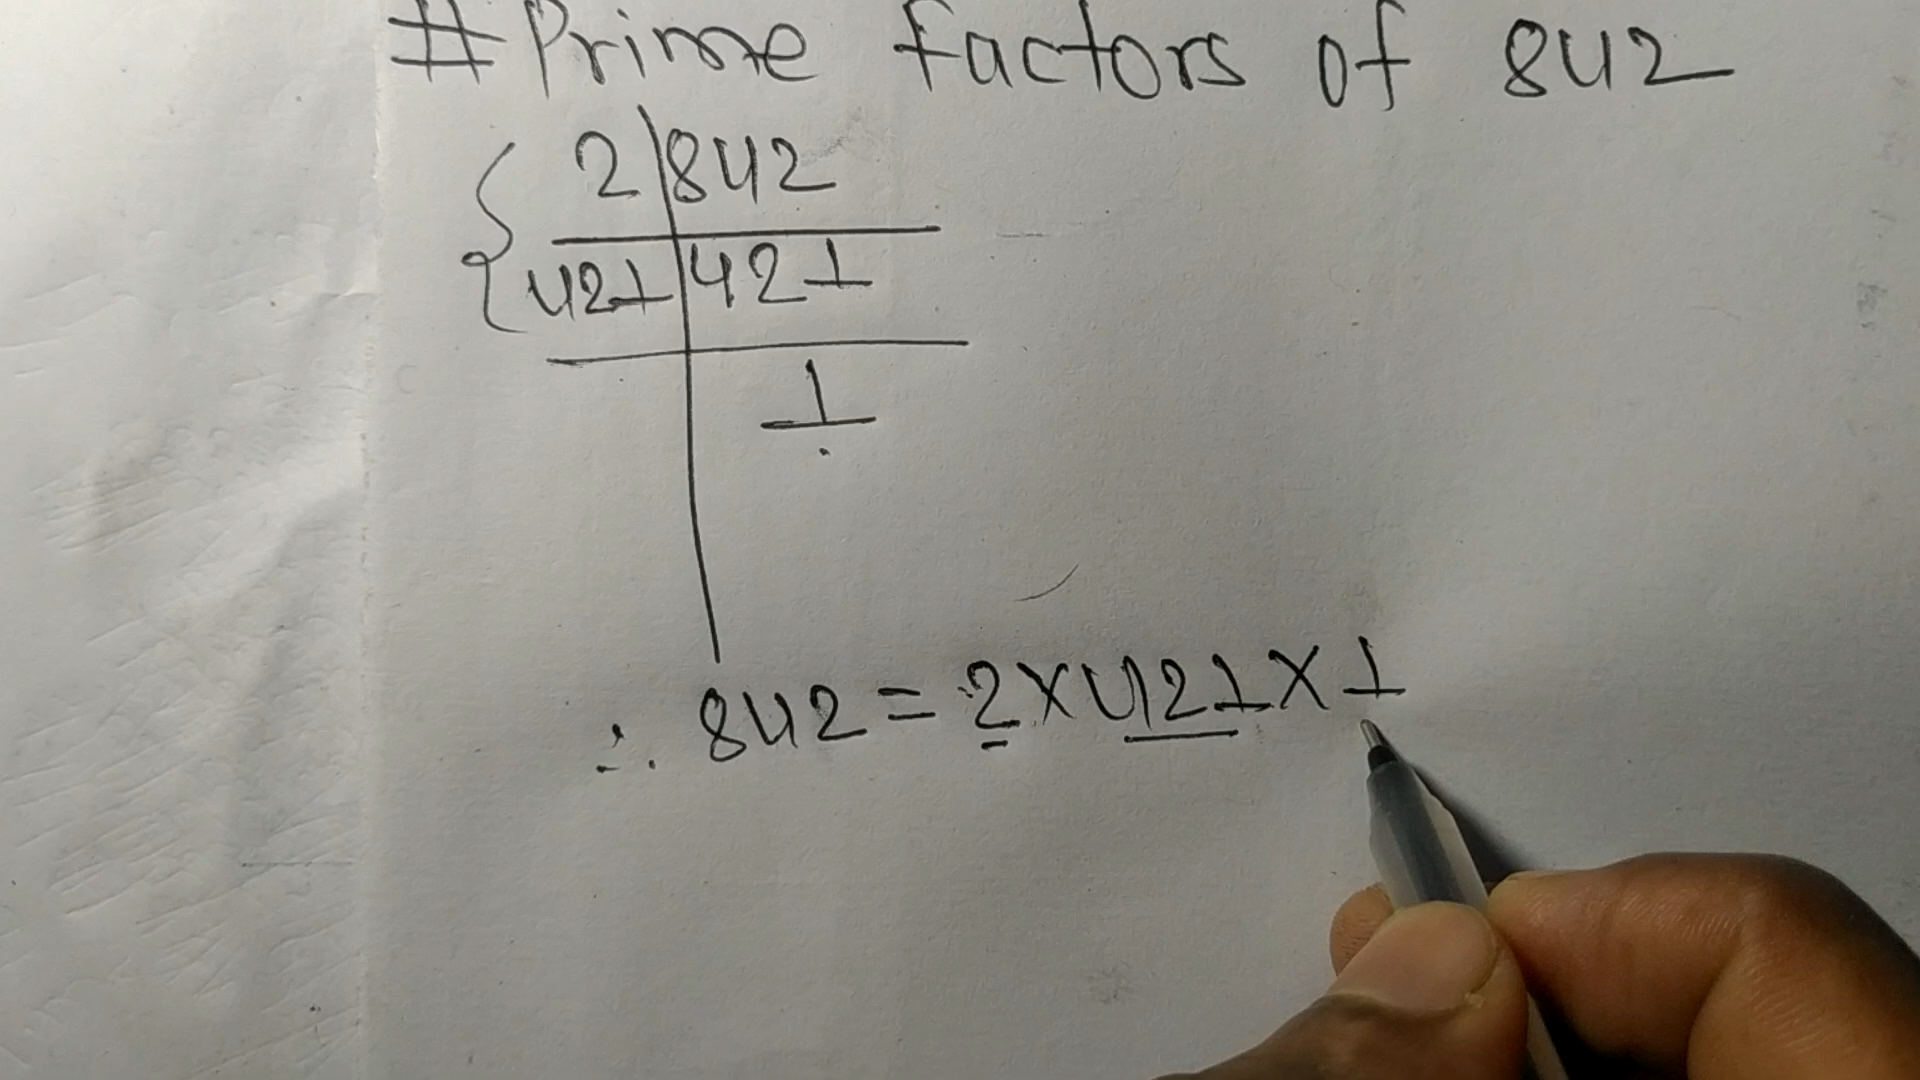 #Prime factors of 842
2|842
421|421
1
∴ 842 = 2×421×1